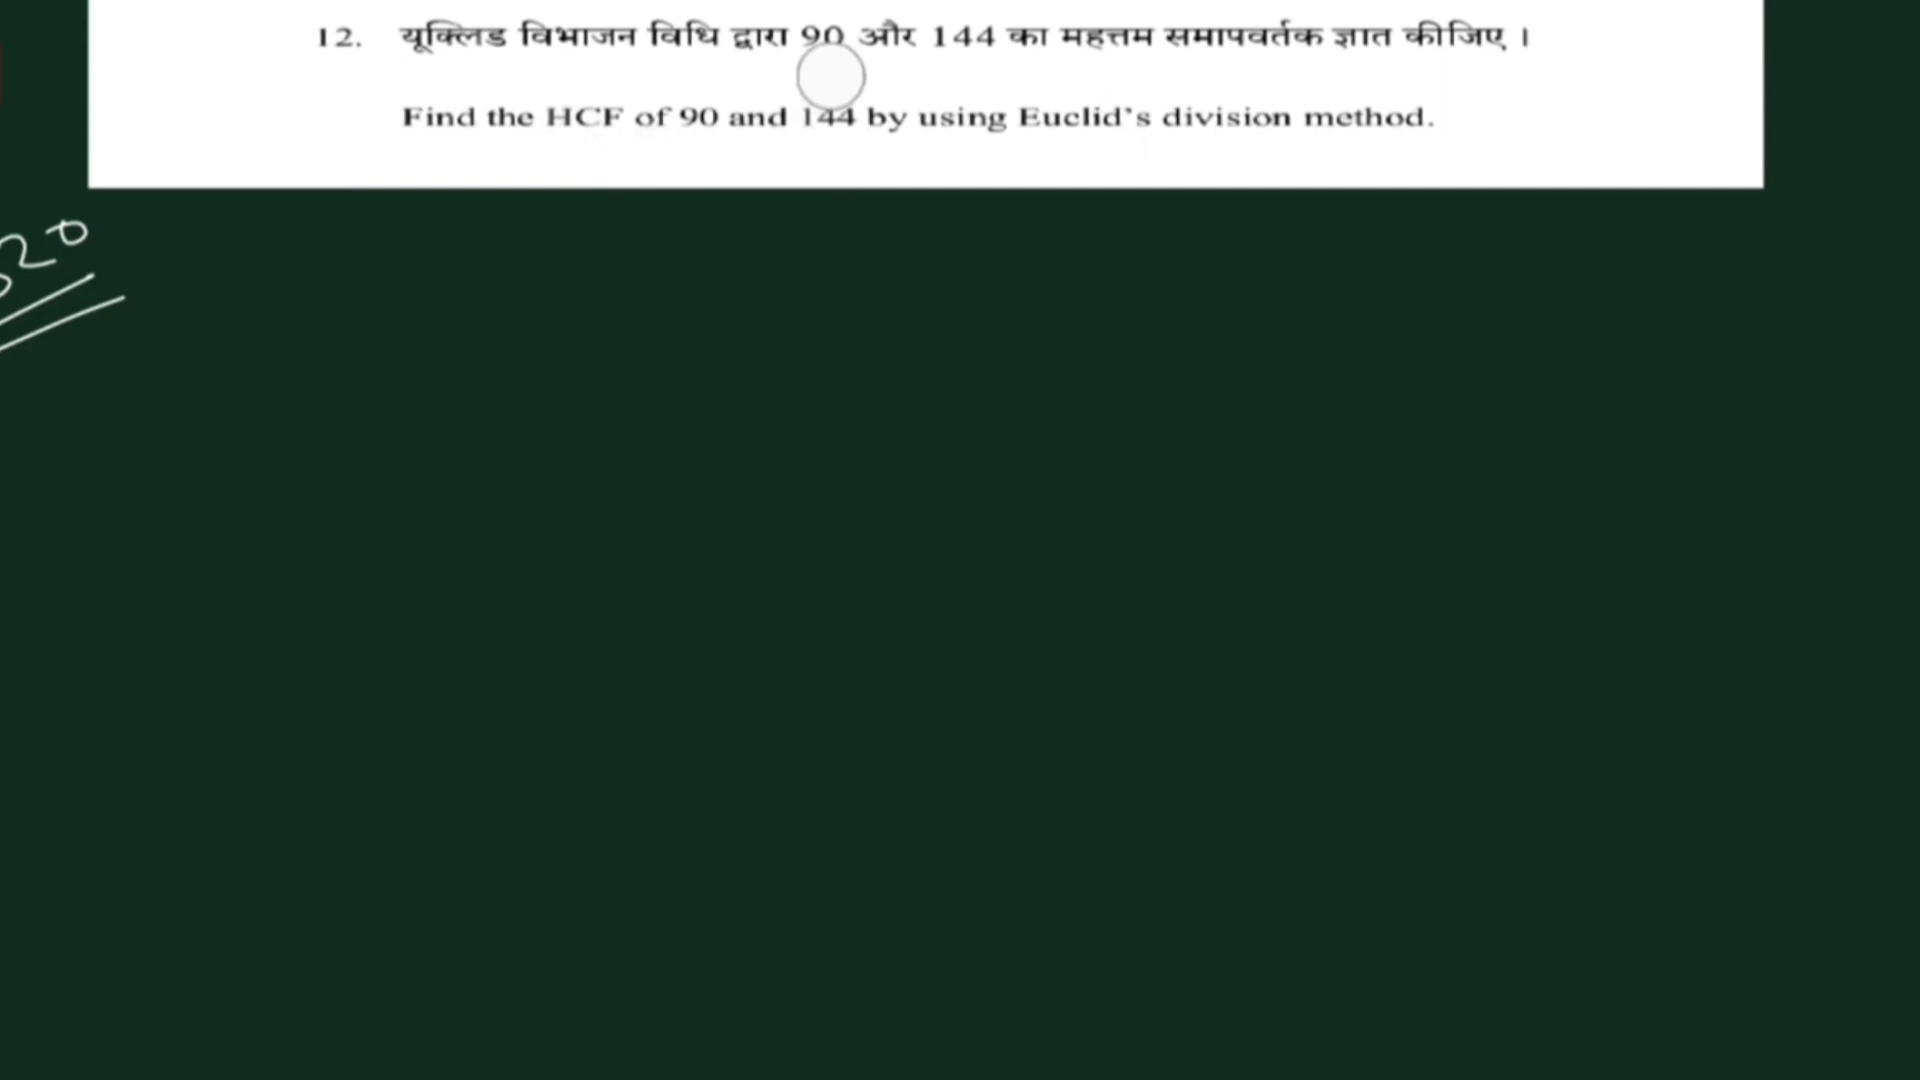 12. यूक्लिड विभाजन विधि द्वारा 90 और 144 का महत्तम समापवर्तक ज्ञात कीजिए ।
Find the HCF of 90 and 144 by using Euclid's division method.
20